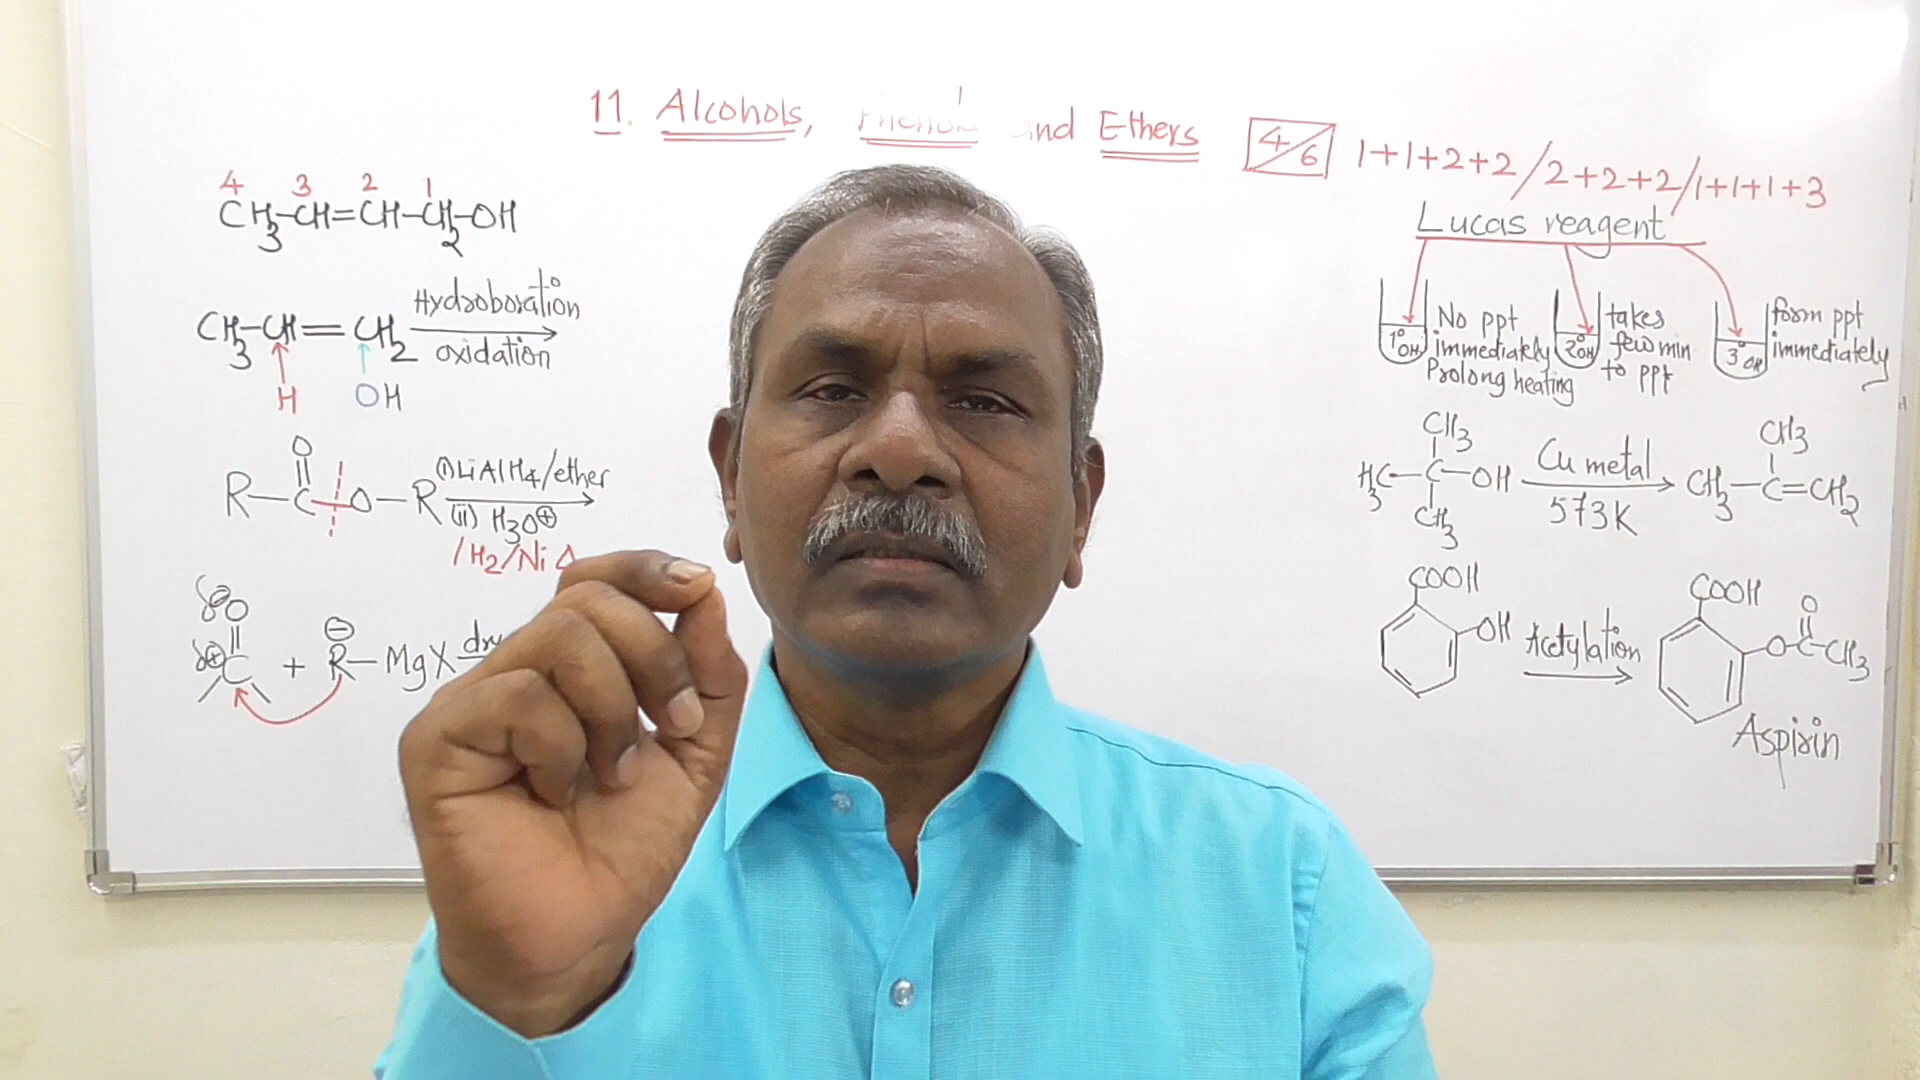 11. Alcohols, and Ethers 4/6 1+1+2+2/2+2+2/1+1+1+3
4 3 2 1
CH3-CH=CH-CH2-OH
CH3-CH=CH2 Hydroboration
oxidation
H OH
O
R-C-O-R (i) LiAlH4/ether
(ii) H3O⊕
/H2/Ni Δ
δ⊖O ⊖
δ⊕C + R-MgX
Lucas reagent
1° OH No ppt immediately Prolong heating
2° OH takes few min to ppt
3° OH form ppt immediately
CH3 CH3
H3C-C-OH Cu metal CH3-C=CH2
CH3 573K
COOH COOH
OH Acetylation O-C-CH3
O
Aspirin